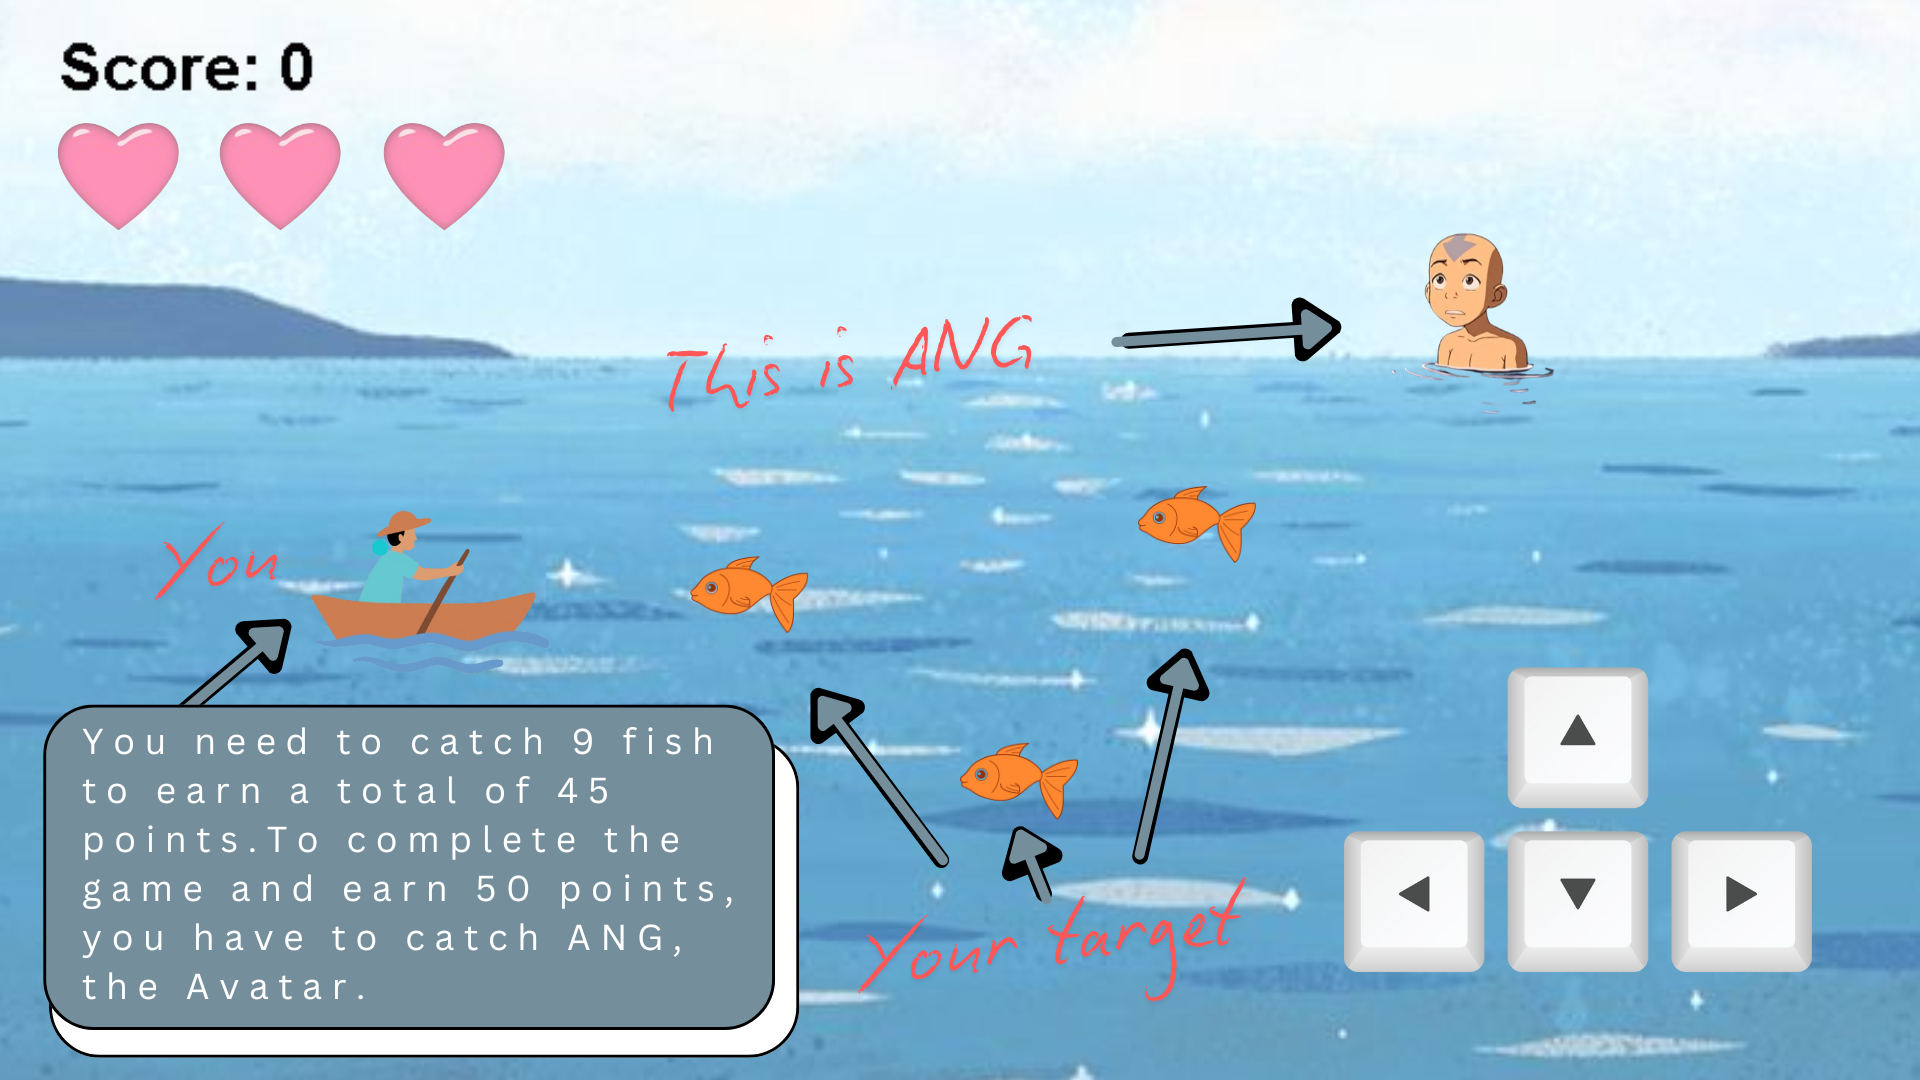 Score: 0
This is ANG
You
You need to catch 9 fish
to earn a total of 45
points.To complete the
game and earn 50 points,
you have to catch ANG,
the Avatar.
Your target